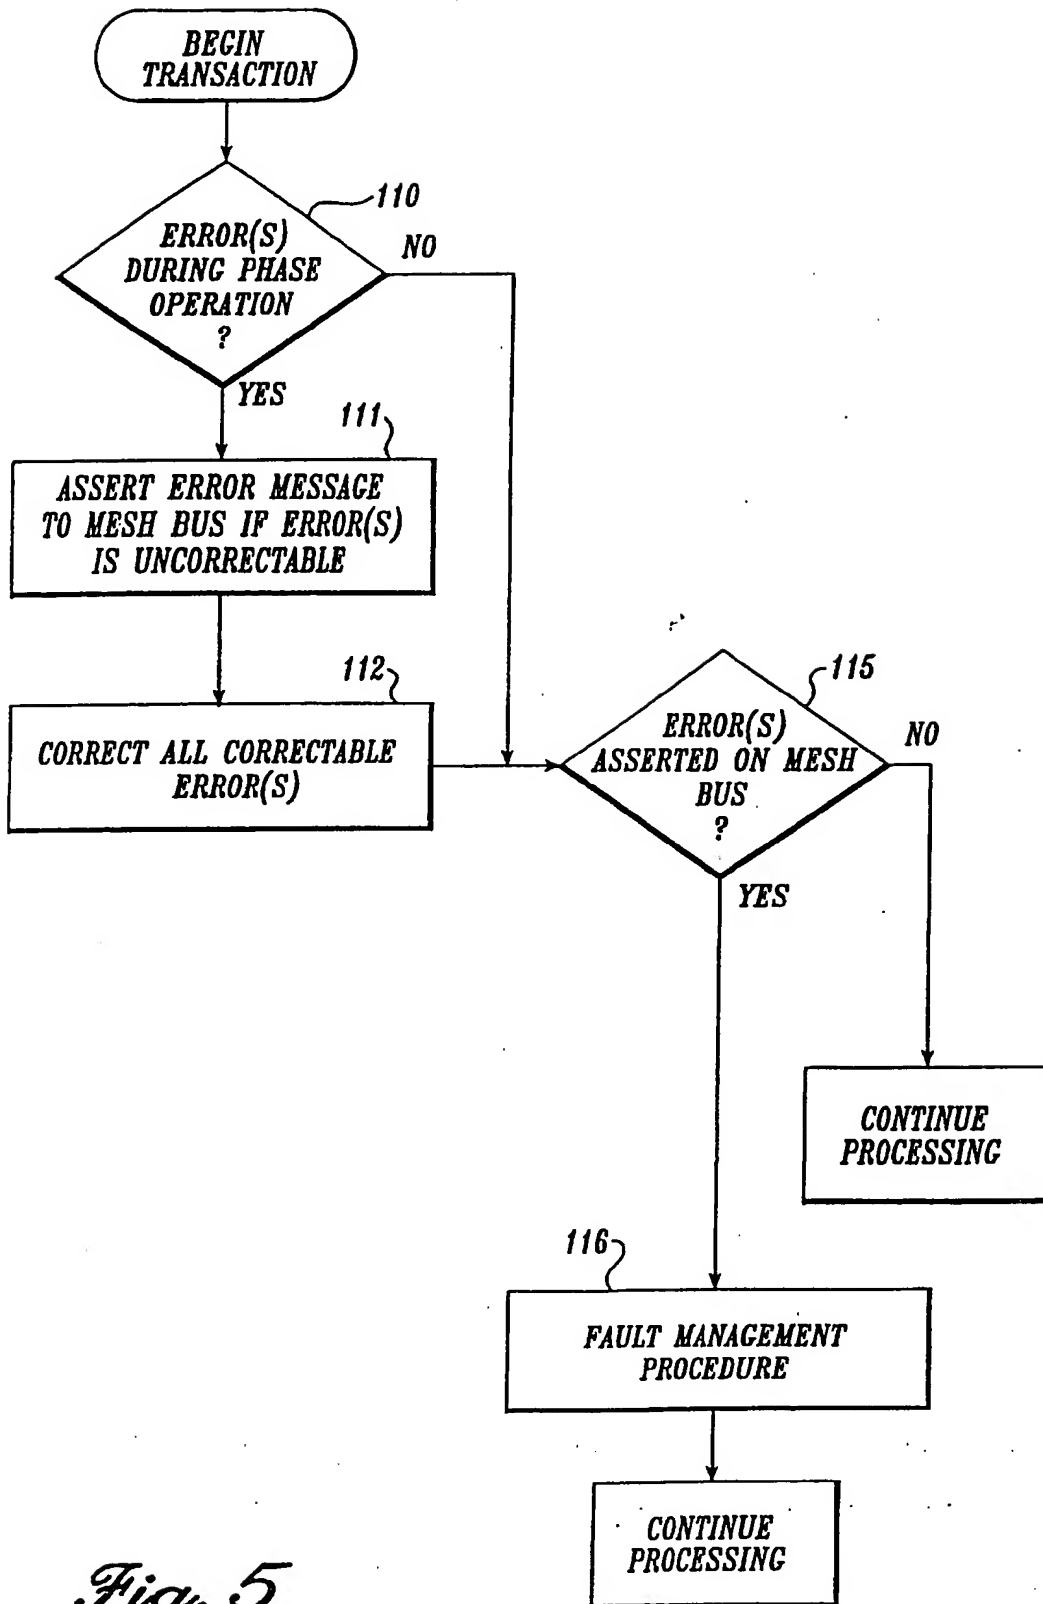 BEGIN
TRANSACTION
110
ERROR(S)
DURING PHASE
OPERATION
?
NO
YES
111
ASSERT ERROR MESSAGE
TO MESH BUS IF ERROR(S)
IS UNCORRECTABLE
112
CORRECT ALL CORRECTABLE
ERROR(S)
115
ERROR(S)
ASSERTED ON MESH
BUS
?
NO
YES
CONTINUE
PROCESSING
116
FAULT MANAGEMENT
PROCEDURE
CONTINUE
PROCESSING
Fig. 5